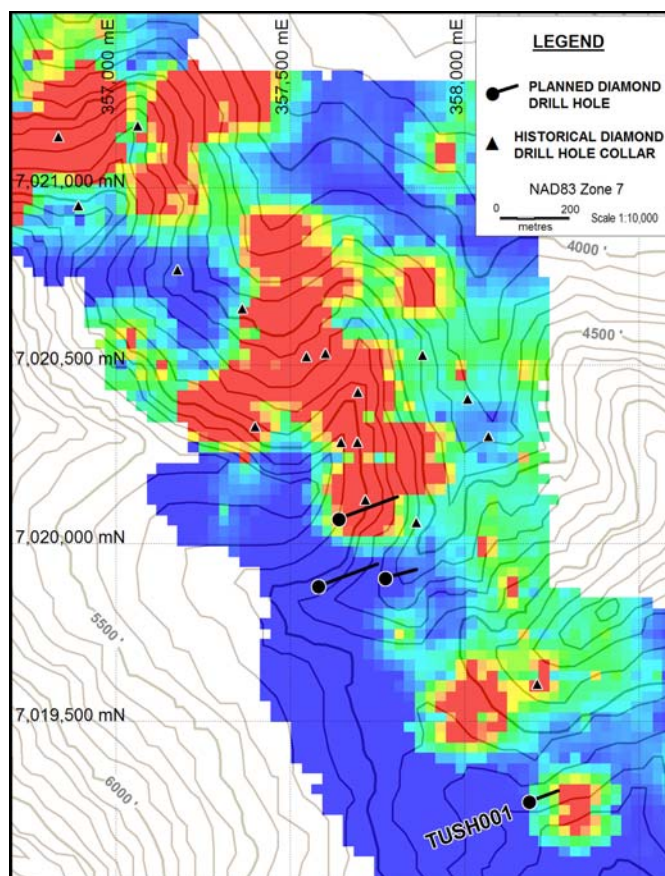 357,000 mE
357,500 mE
358,000 mE
LEGEND
PLANNED DIAMOND
DRILL HOLE
HISTORICAL DIAMOND
DRILL HOLE COLLAR
NAD83 Zone 7
0 200
metres
Scale 1:10,000
7,021,000 mN
4000 '
4500 '
7,020,500 mN
7,020,000 mN
5500 '
7,019,500 mN
6000 '
TUSH001